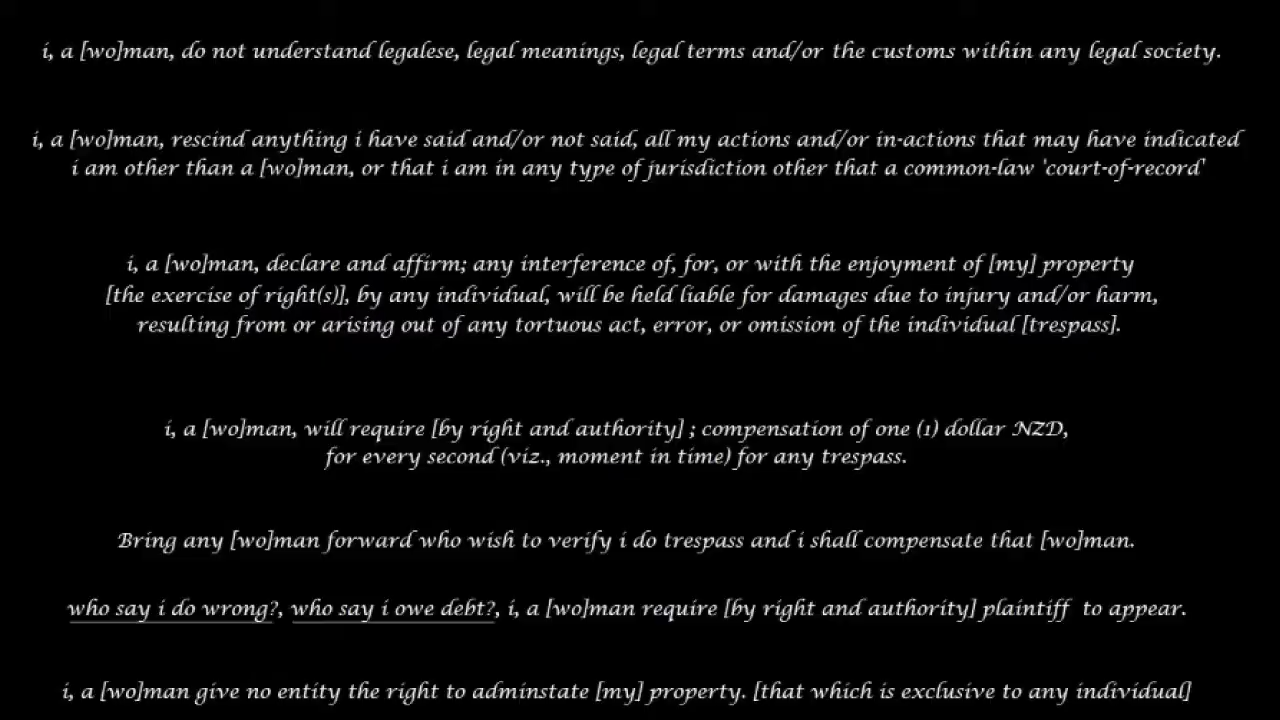 i, a [wo]man, do not understand legalese, legal meanings, legal terms and/or the customs within any legal society.
i, a [wo]man, rescind anything i have said and/or not said, all my actions and/or in-actions that may have indicated
i am other than a [wo]man, or that i am in any type of jurisdiction other that a common-law 'court-of-record'
i, a [wo]man, declare and affirm; any interference of, for, or with the enjoyment of [my] property
[the exercise of right(s)], by any individual, will be held liable for damages due to injury and/or harm,
resulting from or arising out of any tortuous act, error, or omission of the individual [trespass].
i, a [wo]man, will require [by right and authority] ; compensation of one (1) dollar NZD,
for every second (viz., moment in time) for any trespass.
Bring any [wo]man forward who wish to verify i do trespass and i shall compensate that [wo]man.
who say i do wrong?, who say i owe debt?, i, a [wo]man require [by right and authority] plaintiff to appear.
i, a [wo]man give no entity the right to adminstate [my] property. [that which is exclusive to any individual]